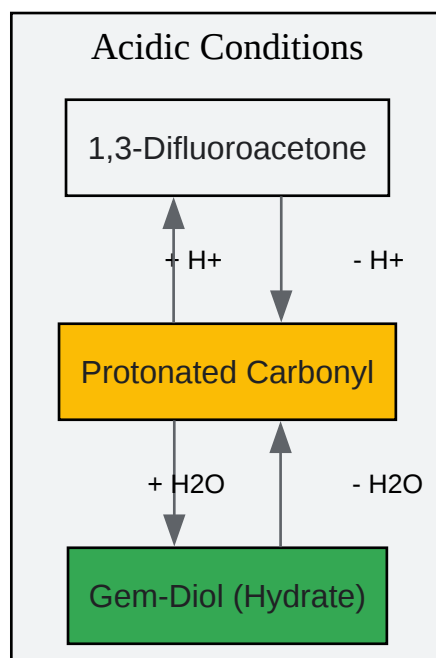 Acidic Conditions
1,3-Difluoroacetone
+ H+
- H+
Protonated Carbonyl
+ H2O
- H2O
Gem-Diol (Hydrate)